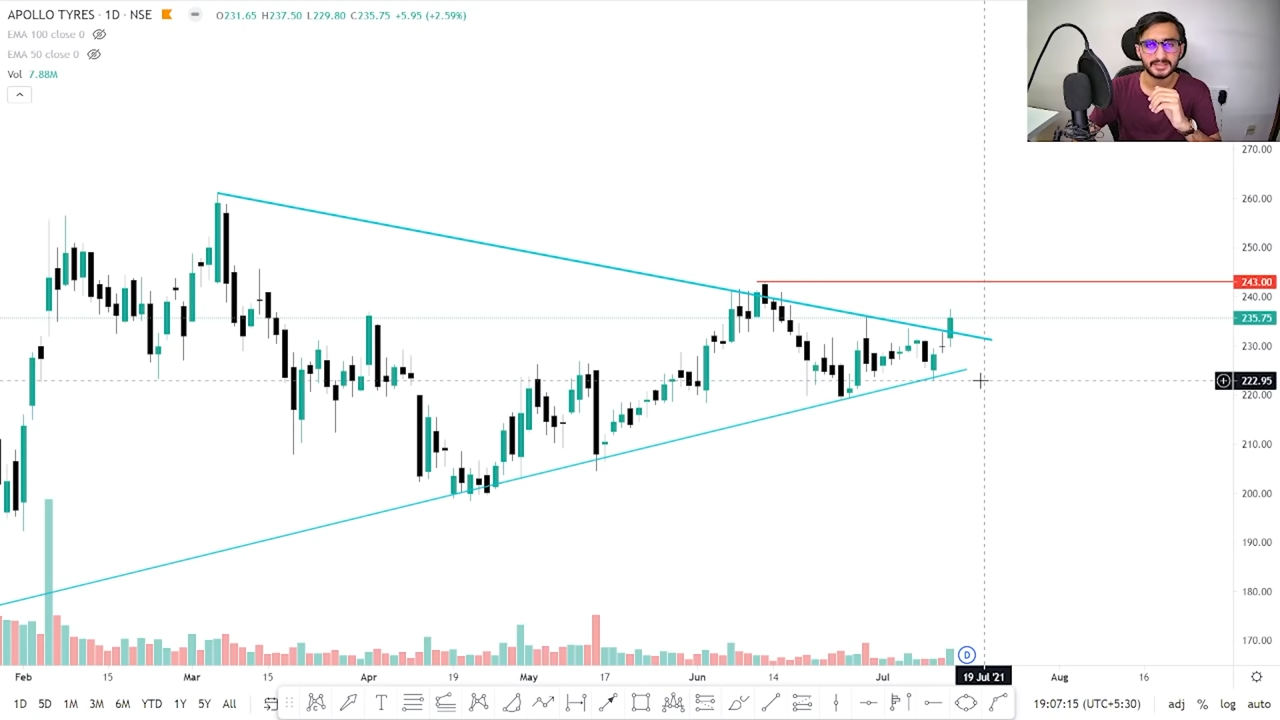 APOLLO TYRES · 1D · NSE O231.65 H237.50 L229.80 C235.75 +5.95 (+2.59%)
EMA 100 close 0
EMA 50 close 0
Vol 7.88M
270.00
260.00
250.00
243.00
240.00
235.75
230.00
222.95
220.00
210.00
200.00
190.00
180.00
170.00
D
Feb 15 Mar 15 Apr 19 May 17 Jun 14 Jul 19 Jul '21 Aug 16
1D 5D 1M 3M 6M YTD 1Y 5Y All T 19:07:15 (UTC+5:30) adj % log auto